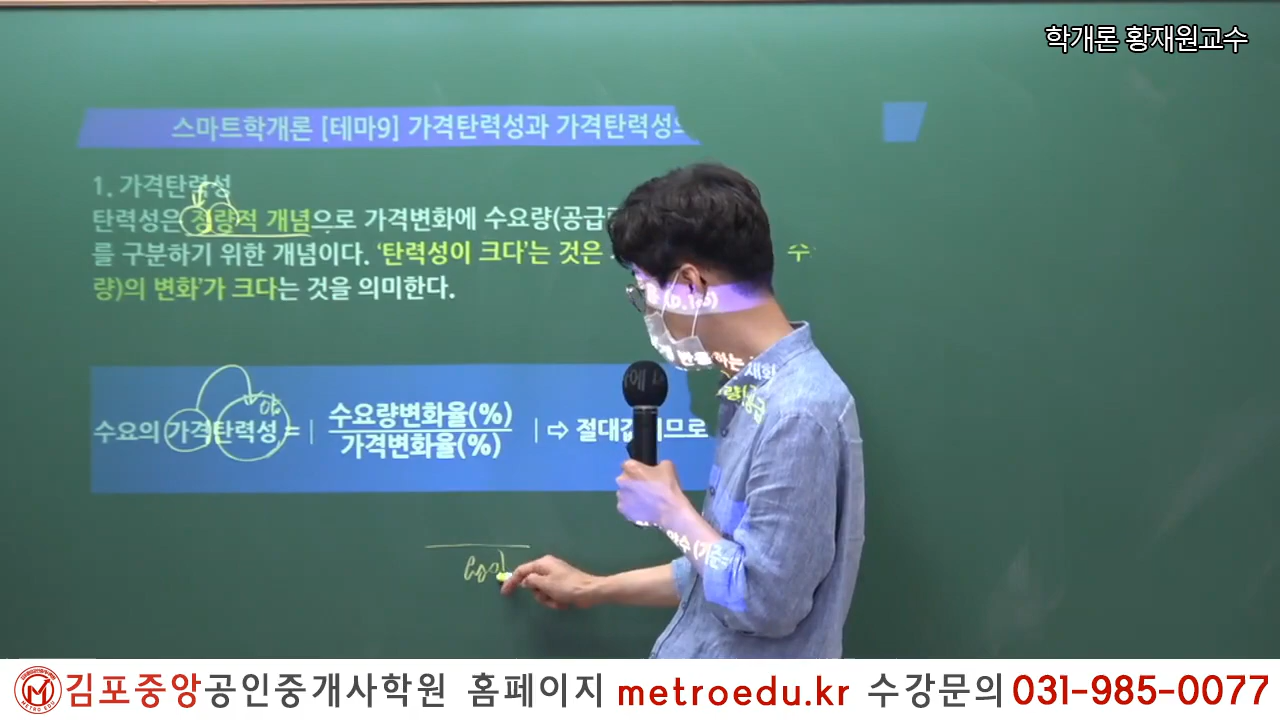 학개론 황재원교수
스마트학개론 [테마9] 가격탄력성과 가격탄력성의
1. 가격탄력성
탄력성은 정량적 개념으로 가격변화에 수요량(공급
를 구분하기 위한 개념이다. '탄력성이 크다'는 것은 수
량)의 변화'가 크다는 것을 의미한다.
수요의 가격탄력성 = | 수요량변화율(%)
가격변화율(%) | ⇨ 절대값이므로
김포중앙공인중개사학원 홈페이지 metroedu.kr 수강문의 031-985-0077